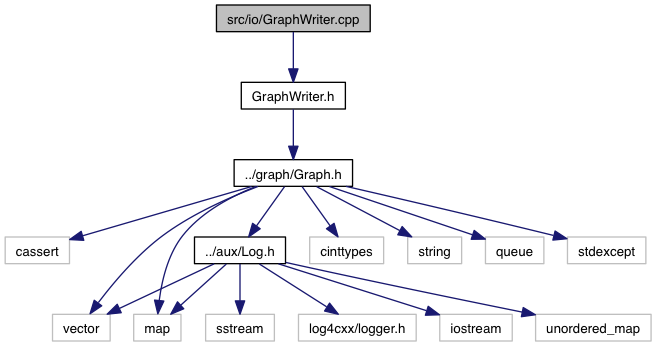 src/io/GraphWriter.cpp
GraphWriter.h
../graph/Graph.h
cassert
../aux/Log.h
cinttypes
string
queue
stdexcept
vector
map
sstream
log4cxx/logger.h
iostream
unordered_map